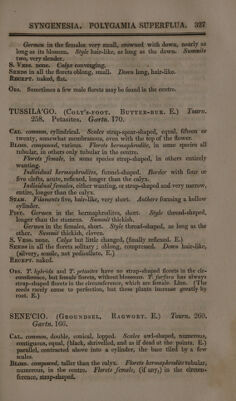 SYNGENESIA. POLYGAMIA SUPERFLUA. 327
Germen in the females very small, crowned with down, nearly as
long as its blossom. Style hair-like, as long as the down. Summits
two, very slender.
S. VESS. none. Calyx converging.
SEEDS in all the florets oblong, small. Down long, hair-like.
RECEPT. naked, flat.
OBS. Sometimes a few male florets may be found in the centre.
TUSSILA'GO. (COLT'S-FOOT. BUTTER-BUR. E.) Tourn.
258. Petasites, Gærtn. 170.
CAL. common, cylindrical. Scales strap-spear-shaped, equal, fifteen or
twenty, somewhat membranous, even with the top of the flower.
BLOSS. compound, various. Florets hermaphrodite, in some species all
tubular, in others only tubular in the centre.
Florets female, in some species strap-shaped, in others entirely
wanting.
Individual hermaphrodites, funnel-shaped. Border with four or
five clefts, acute, reflexed, longer than the calyx.
Individual females, either wanting, or strap-shaped and very narrow,
entire, longer than the calyx.
STAM. Filaments five, hair-like, very short. Anthers forming a hollow
cylinder.
PIST. Germen in the hermaphrodites, short. Style thread-shaped,
longer than the stamens. Summit thickish.
Germen in the females, short. Style thread-shaped, as long as the
other. Summit thickish, cloven.
S. VESS. none. Calyx but little changed, (finally reflexed. E.)
SEEDS in all the florets solitary; oblong, compressed. Down hair-like,
(silvery, sessile, not pedicellate. E.)
RECEPT. naked.
OBS. T. hybrida and T. petasites have no strap-shaped florets in the cir-
cumference, but female florets, without blossoms. T. farfara has always
strap-shaped florets in the circumference, which are female. Linn. (The
seeds rarely come to perfection, but these plants increase greatly by
root. E.)
SENE'CIO. (GROUNDSEL, RAGWORT. E.) Tourn. 260.
Gærtn. 166.
CAL. common, double, conical, lopped. Scales awl-shaped, numerous,
contiguous, equal, (black, shrivelled, and as if dead at the points. E.)
parallel, contracted above into a cylinder, the base tiled by a few
scales.
BLOSS. compound, taller than the calyx. Florets hermaphrodite tubular,
numerous, in the centre. Florets female, (if any,) in the circum-
ference, strap-shaped.